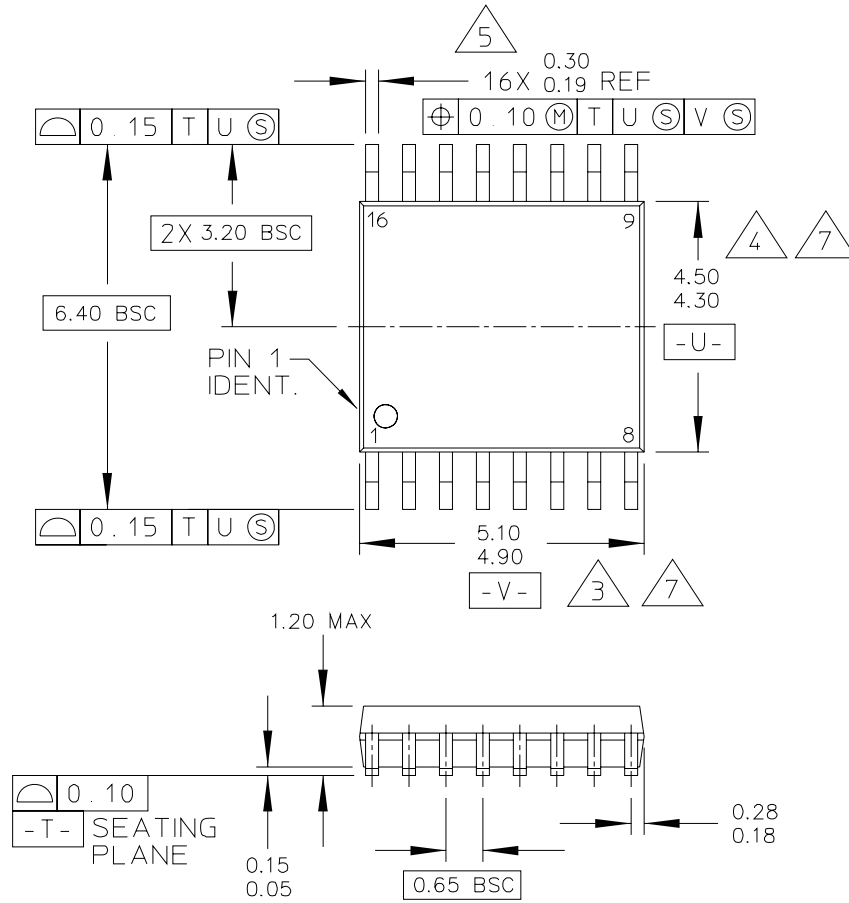 5
16X 0.30
0.19 REF
⌓ 0.15 T U Ⓢ
⌖ 0.10 Ⓜ T U Ⓢ V Ⓢ
2X 3.20 BSC
16
9
4
7
4.50
4.30
6.40 BSC
-U-
PIN 1
IDENT.
1
8
⌓ 0.15 T U Ⓢ
5.10
4.90
-V-
3
7
1.20 MAX
⌓ 0.10
-T- SEATING
PLANE
0.15
0.05
0.65 BSC
0.28
0.18